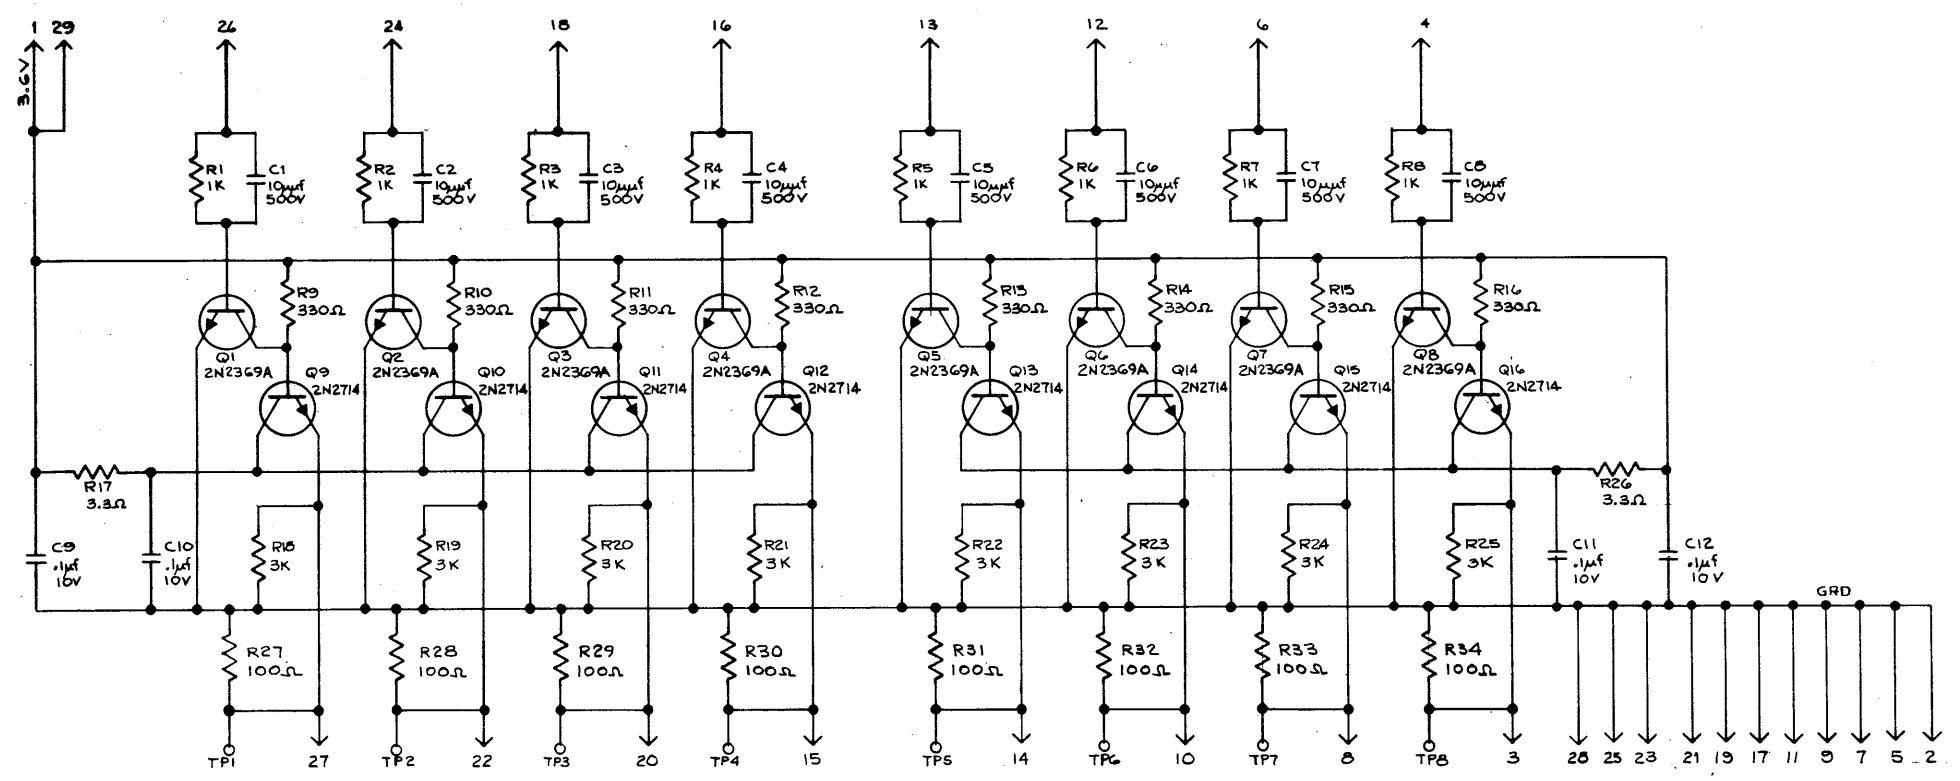 1 29 26 24 18 16 13 12 6 4
3.6V
R1 C1 R2 C2 R3 C3 R4 C4 R5 C5 R6 C6 R7 C7 R8 C8
1K 10µµf 1K 10µµf 1K 10µµf 1K 10µµf 1K 10µµf 1K 10µµf 1K 10µµf 1K 10µµf
500V 500V 500V 500V 500V 500V 500V 500V
R9 R10 R11 R12 R13 R14 R15 R16
330Ω 330Ω 330Ω 330Ω 330Ω 330Ω 330Ω 330Ω
Q1 Q2 Q3 Q4 Q5 Q6 Q7 Q8
2N2369A 2N2369A 2N2369A 2N2369A 2N2369A 2N2369A 2N2369A 2N2369A
Q9 Q10 Q11 Q12 Q13 Q14 Q15 Q16
2N2714 2N2714 2N2714 2N2714 2N2714 2N2714 2N2714 2N2714
R17 R26
3.3Ω 3.3Ω
C9 C10 R18 R19 R20 R21 R22 R23 R24 R25 C11 C12
.1µf .1µf 3K 3K 3K 3K 3K 3K 3K 3K .1µf .1µf
10V 10V 10V 10V
GRD
R27 R28 R29 R30 R31 R32 R33 R34
100Ω 100Ω 100Ω 100Ω 100Ω 100Ω 100Ω 100Ω
TP1 27 TP2 22 TP3 20 TP4 15 TP5 14 TP6 10 TP7 8 TP8 3 28 25 23 21 19 17 11 9 7 5 2